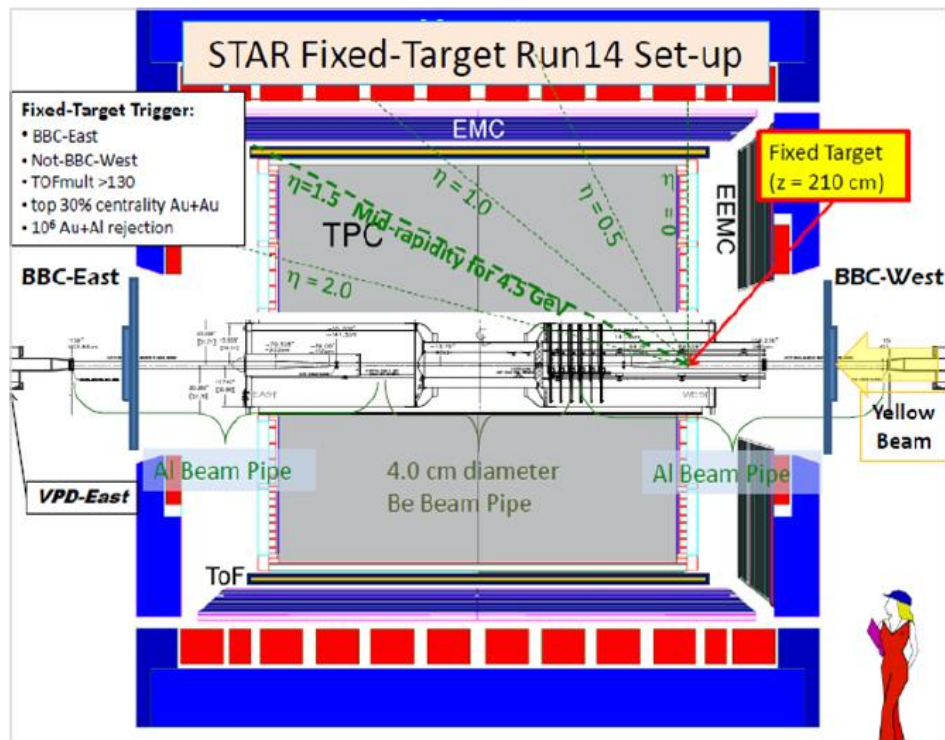 STAR Fixed-Target Run14 Set-up
Fixed-Target Trigger:
• BBC-East
• Not-BBC-West
• TOFmult >130
• top 30% centrality Au+Au
• 10⁶ Au+Al rejection
EMC
Fixed Target
(z = 210 cm)
η=1.5
η = 1.0
η = 0.5
η = 0
EEMC
Mid-rapidity for 4.5 GeV
TPC
η = 2.0
BBC-East
BBC-West
EAST
WEST
Yellow
Beam
Al Beam Pipe
4.0 cm diameter
Be Beam Pipe
Al Beam Pipe
VPD-East
ToF